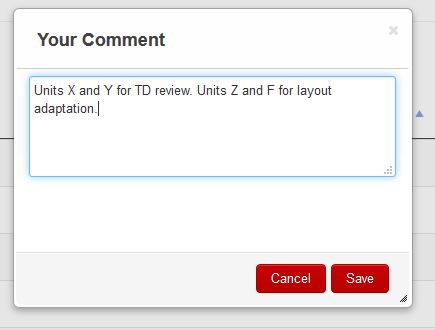 Your Comment
Units X and Y for TD review. Units Z and F for layout
adaptation.
Cancel Save